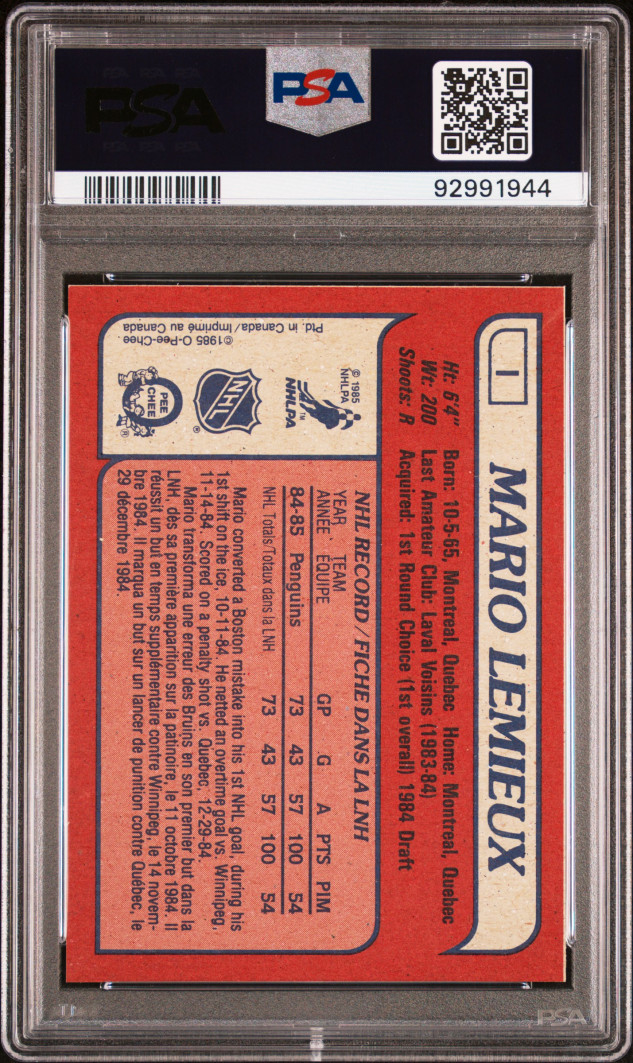 PSA
PSA
92991944
1
MARIO LEMIEUX
Ht: 6'4" Born: 10-5-65, Montreal, Quebec Home: Montreal, Quebec
Wt: 200 Last Amateur Club: Laval Voisins (1983-84)
Shoots: R Acquired: 1st Round Choice (1st overall) 1984 Draft
© 1985
NHLPA
NHLPA
TM
NHL
®
O PEE
CHEE
®
©1985 O-Pee-Chee
Ptd. in Canada/Imprimé au Canada
NHL RECORD/FICHE DANS LA LNH
YEAR TEAM
ANNÉE ÉQUIPE GP G A PTS PIM
84-85 Penguins 73 43 57 100 54
NHL Totals/Totaux dans la LNH 73 43 57 100 54
Mario converted a Boston mistake into his 1st NHL goal, during his
1st shift on the ice, 10-11-84. He netted an overtime goal vs. Winnipeg,
11-14-84. Scored on a penalty shot vs. Quebec, 12-29-84.
Mario transforma une erreur des Bruins en son premier but dans la
LNH, dès sa première apparition sur la patinoire, le 11 octobre 1984. Il
réussit un but en temps supplémentaire contre Winnipeg, le 14 novem-
bre 1984. Il marqua un but sur un lancer de punition contre Québec, le
29 décembre 1984.
PSA